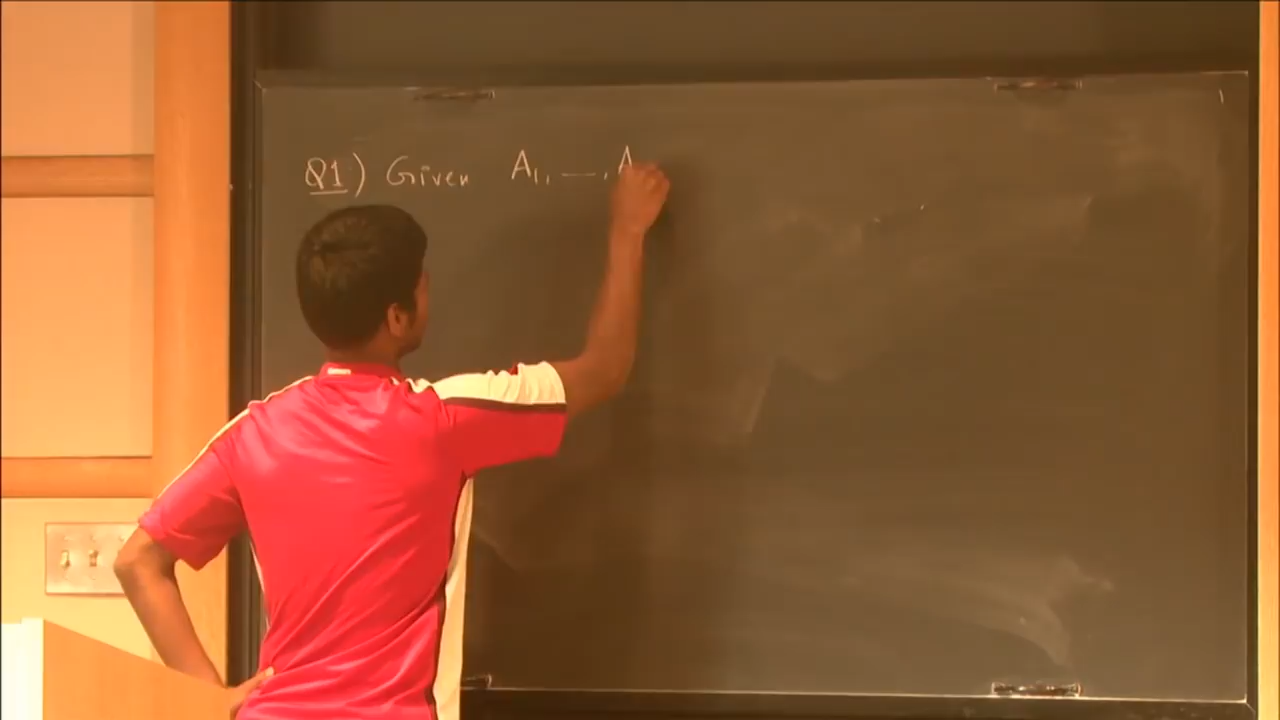 Q1) Given A1, —, A